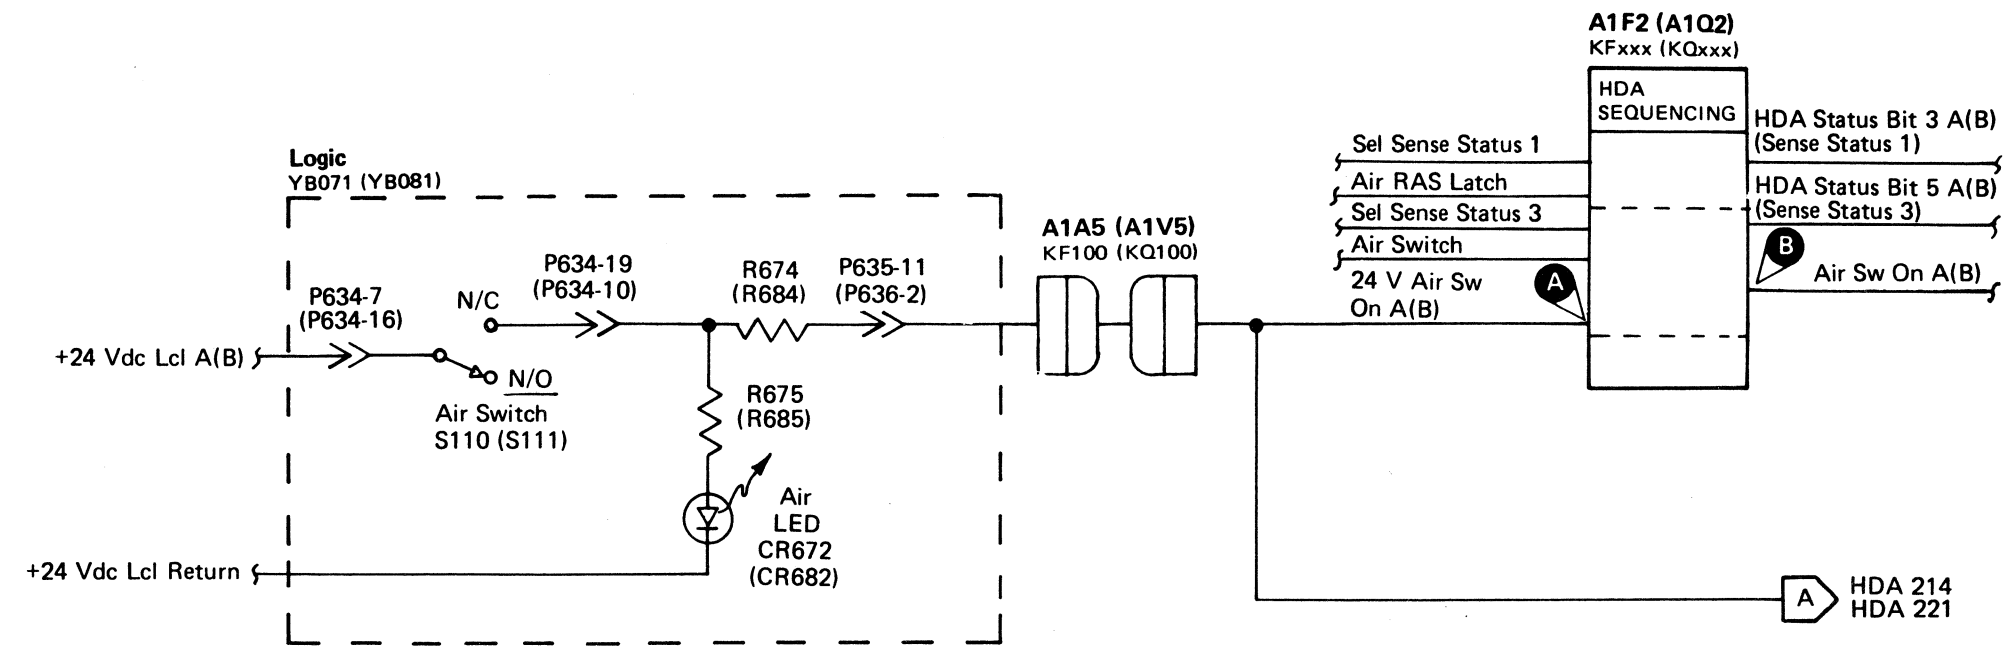 A1F2 (A1Q2)
KFxxx (KQxxx)
HDA
SEQUENCING
Sel Sense Status 1
Air RAS Latch
Sel Sense Status 3
Air Switch
24 V Air Sw
On A(B)
A
HDA Status Bit 3 A(B)
(Sense Status 1)
HDA Status Bit 5 A(B)
(Sense Status 3)
B
Air Sw On A(B)
Logic
YB071 (YB081)
A1A5 (A1V5)
KF100 (KQ100)
P634-7
(P634-16)
N/C
P634-19
(P634-10)
R674
(R684)
P635-11
(P636-2)
+24 Vdc Lcl A(B)
N/O
Air Switch
S110 (S111)
R675
(R685)
Air
LED
CR672
(CR682)
+24 Vdc Lcl Return
A
HDA 214
HDA 221